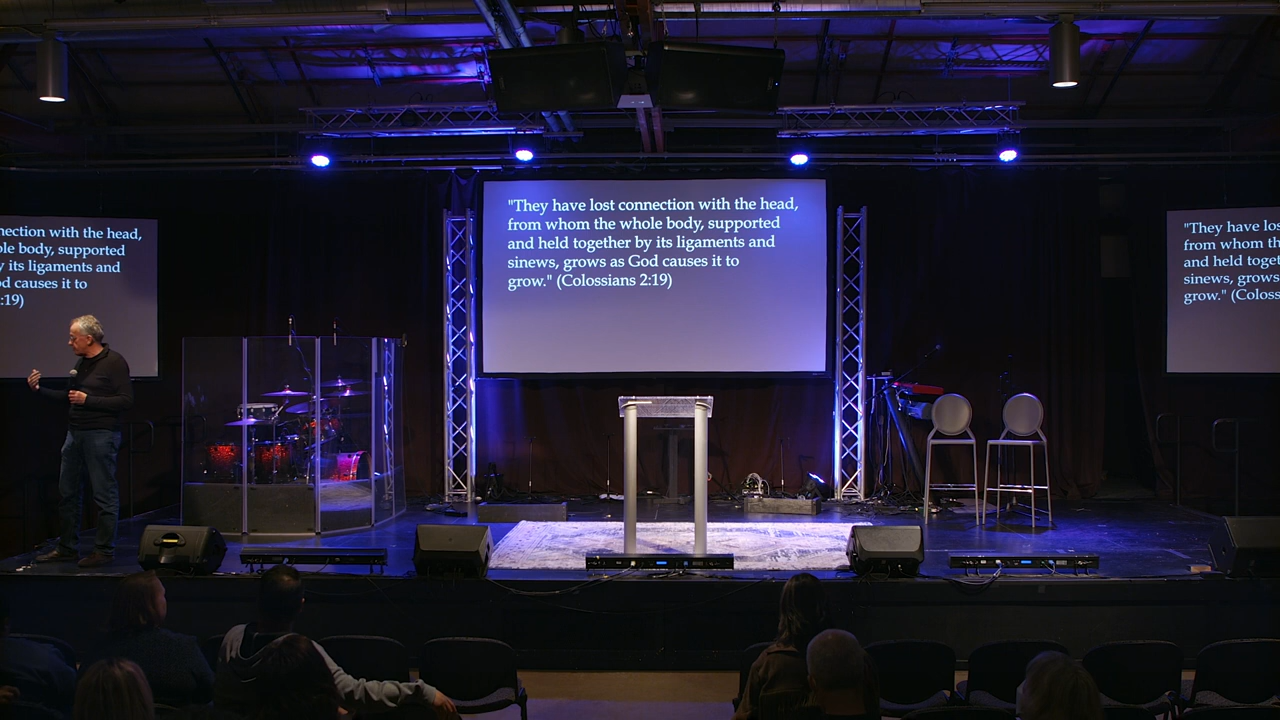 "They have lost connection with the head,
from whom the whole body, supported
and held together by its ligaments and
sinews, grows as God causes it to
grow." (Colossians 2:19)
nection with the head,
ole body, supported
y its ligaments and
d causes it to
:19)
"They have los
from whom th
and held toget
sinews, grows
grow." (Coloss